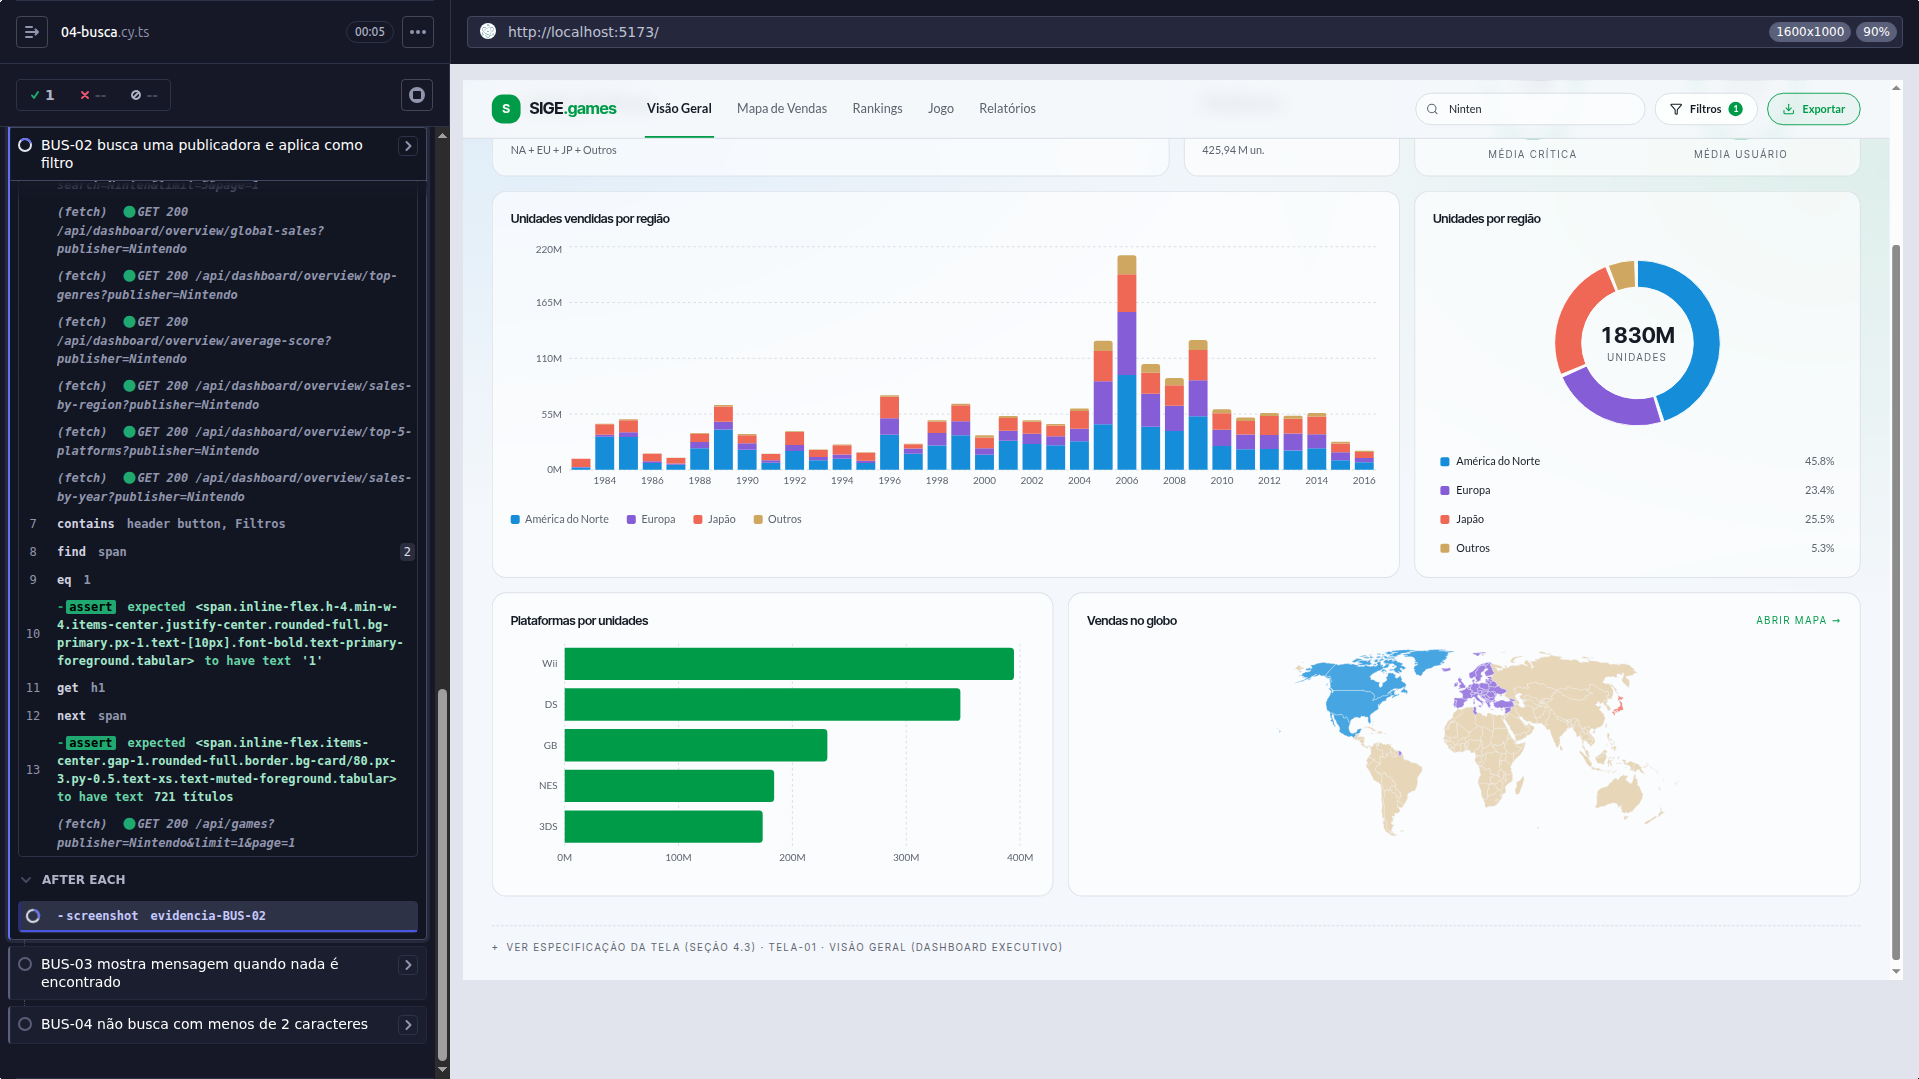 04-busca.cy.ts
00:05
1
--
--
BUS-02 busca uma publicadora e aplica como
filtro
search=Ninten&limit=5&page=1
(fetch) GET 200
/api/dashboard/overview/global-sales?
publisher=Nintendo
(fetch) GET 200 /api/dashboard/overview/top-
genres?publisher=Nintendo
(fetch) GET 200
/api/dashboard/overview/average-score?
publisher=Nintendo
(fetch) GET 200 /api/dashboard/overview/sales-
by-region?publisher=Nintendo
(fetch) GET 200 /api/dashboard/overview/top-5-
platforms?publisher=Nintendo
(fetch) GET 200 /api/dashboard/overview/sales-
by-year?publisher=Nintendo
7 contains header button, Filtros
8 find span 2
9 eq 1
10 -assert expected <span.inline-flex.h-4.min-w-
4.items-center.justify-center.rounded-full.bg-
primary.px-1.text-[10px].font-bold.text-primary-
foreground.tabular> to have text '1'
11 get h1
12 next span
13 -assert expected <span.inline-flex.items-
center.gap-1.rounded-full.border.bg-card/80.px-
3.py-0.5.text-xs.text-muted-foreground.tabular>
to have text 721 títulos
(fetch) GET 200 /api/games?
publisher=Nintendo&limit=1&page=1
AFTER EACH
-screenshot evidencia-BUS-02
BUS-03 mostra mensagem quando nada é
encontrado
BUS-04 não busca com menos de 2 caracteres
http://localhost:5173/
1600x1000
90%
S
SIGE.games
Visão Geral
Mapa de Vendas
Rankings
Jogo
Relatórios
Ninten
Filtros 1
Exportar
NA + EU + JP + Outros
425,94 M un.
MÉDIA CRÍTICA
MÉDIA USUÁRIO
Unidades vendidas por região
220M
165M
110M
55M
0M
1984 1986 1988 1990 1992 1994 1996 1998 2000 2002 2004 2006 2008 2010 2012 2014 2016
América do Norte Europa Japão Outros
Unidades por região
1830M
UNIDADES
América do Norte 45.8%
Europa 23.4%
Japão 25.5%
Outros 5.3%
Plataformas por unidades
Wii
DS
GB
NES
3DS
0M 100M 200M 300M 400M
Vendas no globo
ABRIR MAPA →
+ VER ESPECIFICAÇÃO DA TELA (SEÇÃO 4.3) · TELA-01 · VISÃO GERAL (DASHBOARD EXECUTIVO)